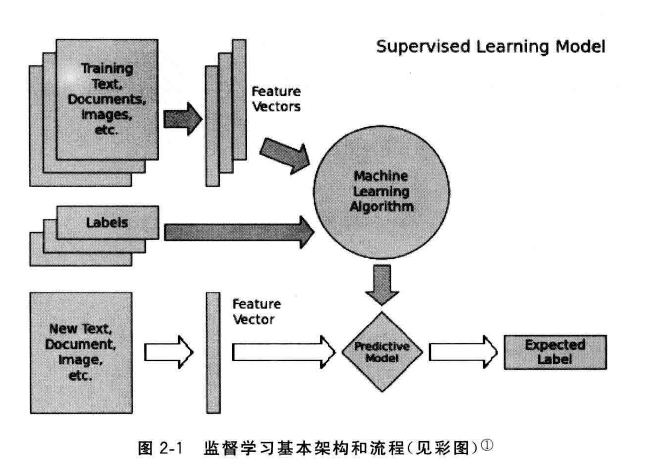 Supervised Learning Model
Training
Text,
Documents,
Images,
etc.
Feature
Vectors
Machine
Learning
Algorithm
Labels
New Text,
Document,
Image,
etc.
Feature
Vector
Predictive
Model
Expected
Label
图 2-1 监督学习基本架构和流程(见彩图)①